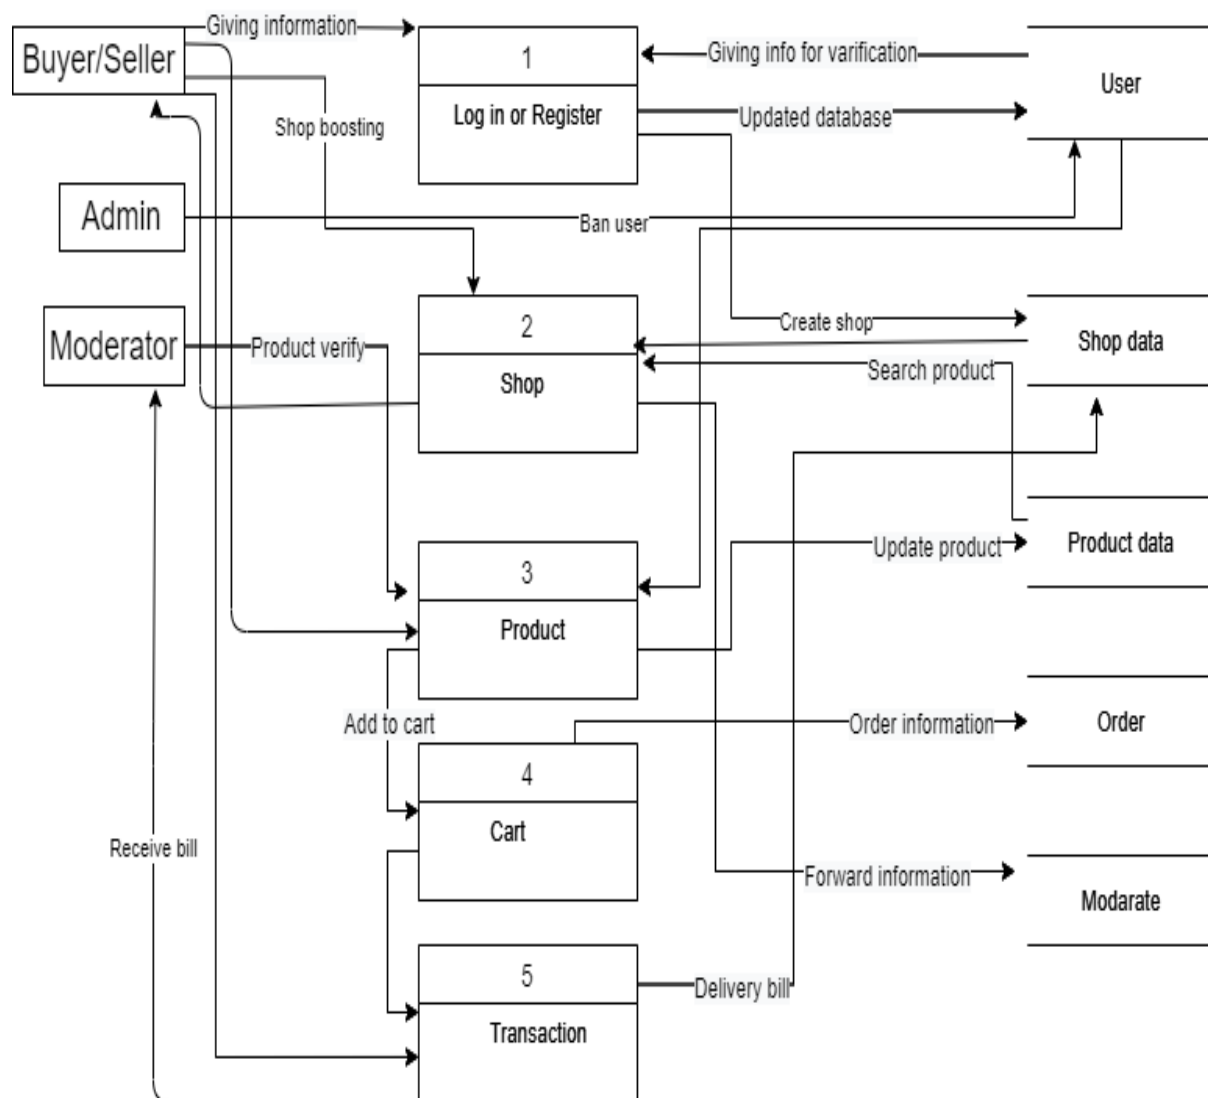 Giving information
Buyer/Seller
1
Log in or Register
Giving info for varification
User
Updated database
Shop boosting
Admin
Ban user
Moderator
Product verify
2
Shop
Create shop
Shop data
Search product
3
Product
Update product
Product data
Add to cart
Order information
Order
4
Cart
Receive bill
Forward information
Modarate
5
Transaction
Delivery bill